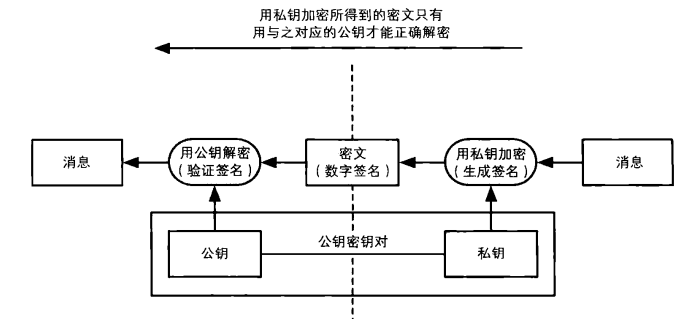 用私钥加密所得到的密文只有
用与之对应的公钥才能正确解密
消息
用公钥解密
（验证签名）
密文
（数字签名）
用私钥加密
（生成签名）
消息
公钥
公钥密钥对
私钥